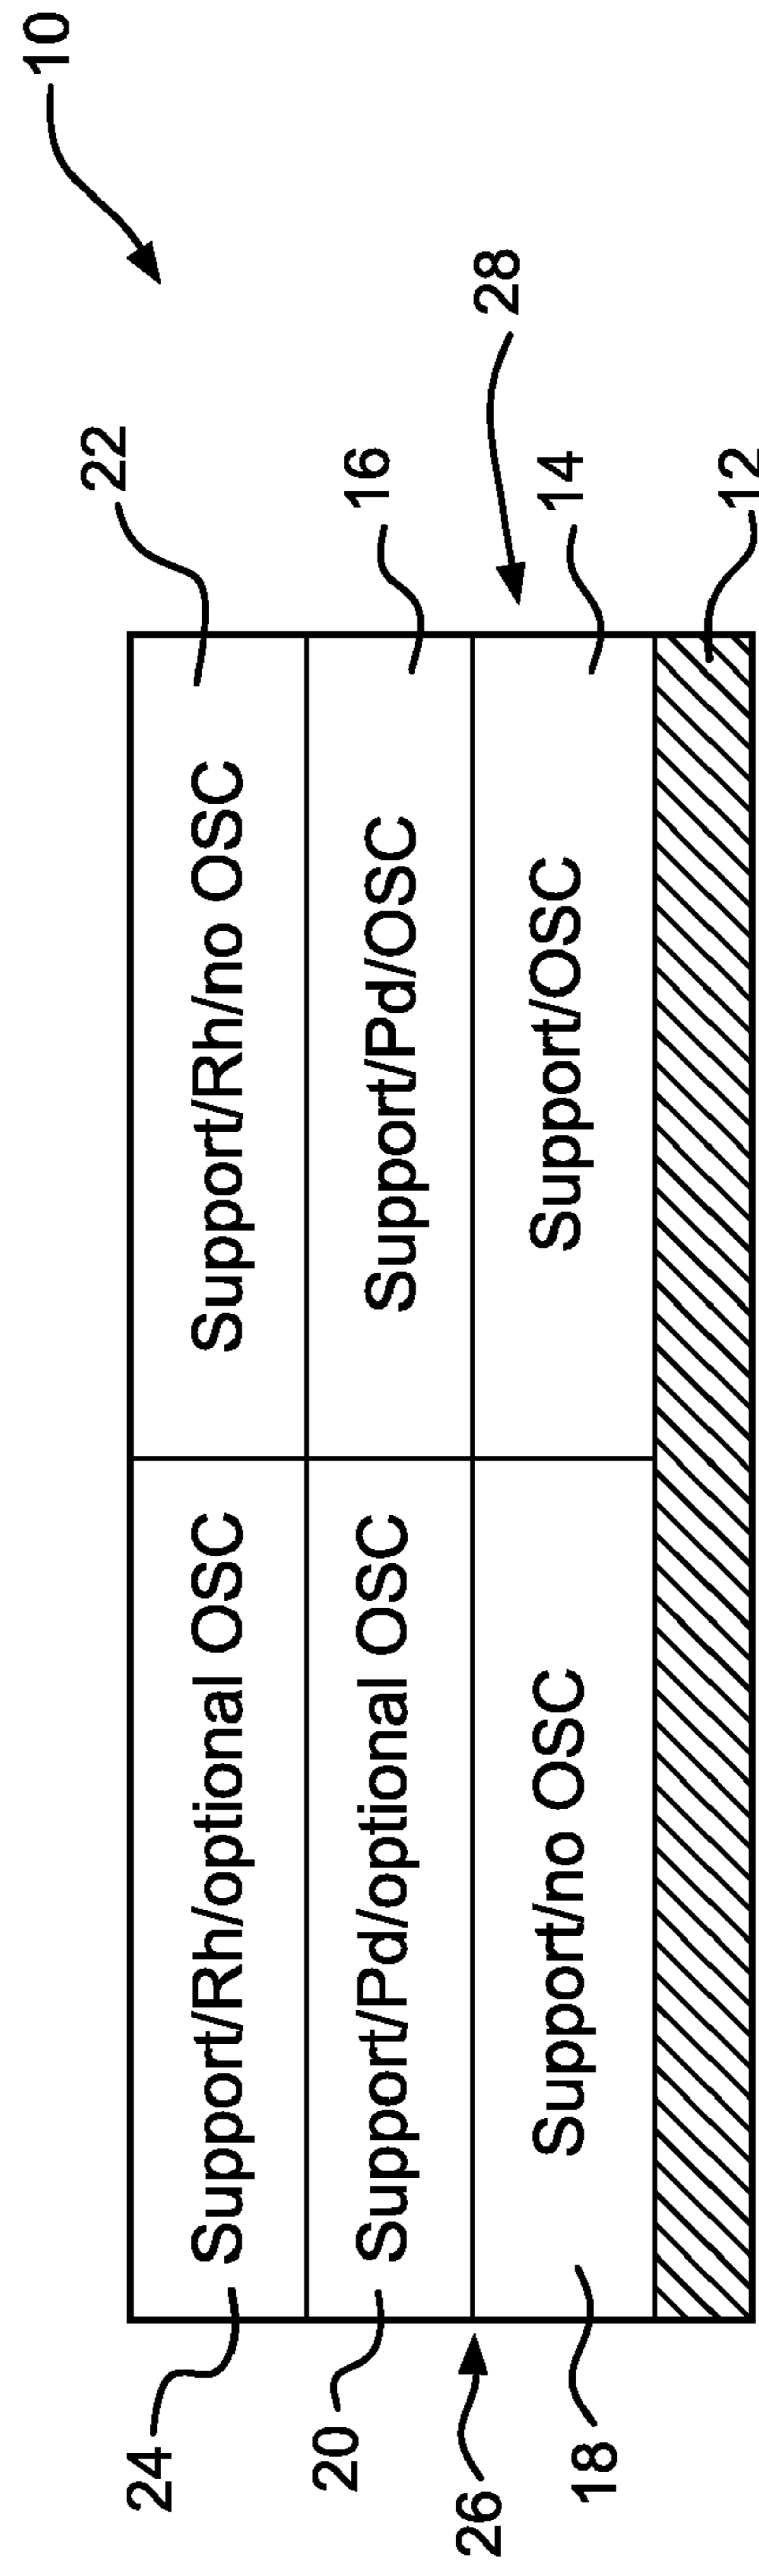 10
24
Support/Rh/optional OSC
Support/Rh/no OSC
22
20
Support/Pd/optional OSC
Support/Pd/OSC
16
26
28
18
Support/no OSC
Support/OSC
14
12